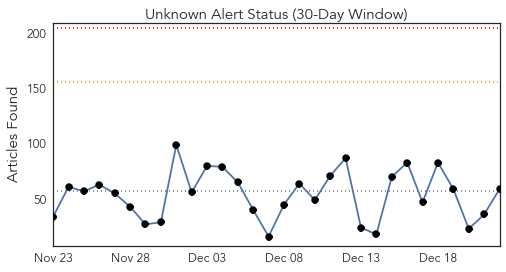 Unknown Alert Status (30-Day Window)
200
150
100
50
Articles Found
Nov 23 Nov 28 Dec 03 Dec 08 Dec 13 Dec 18